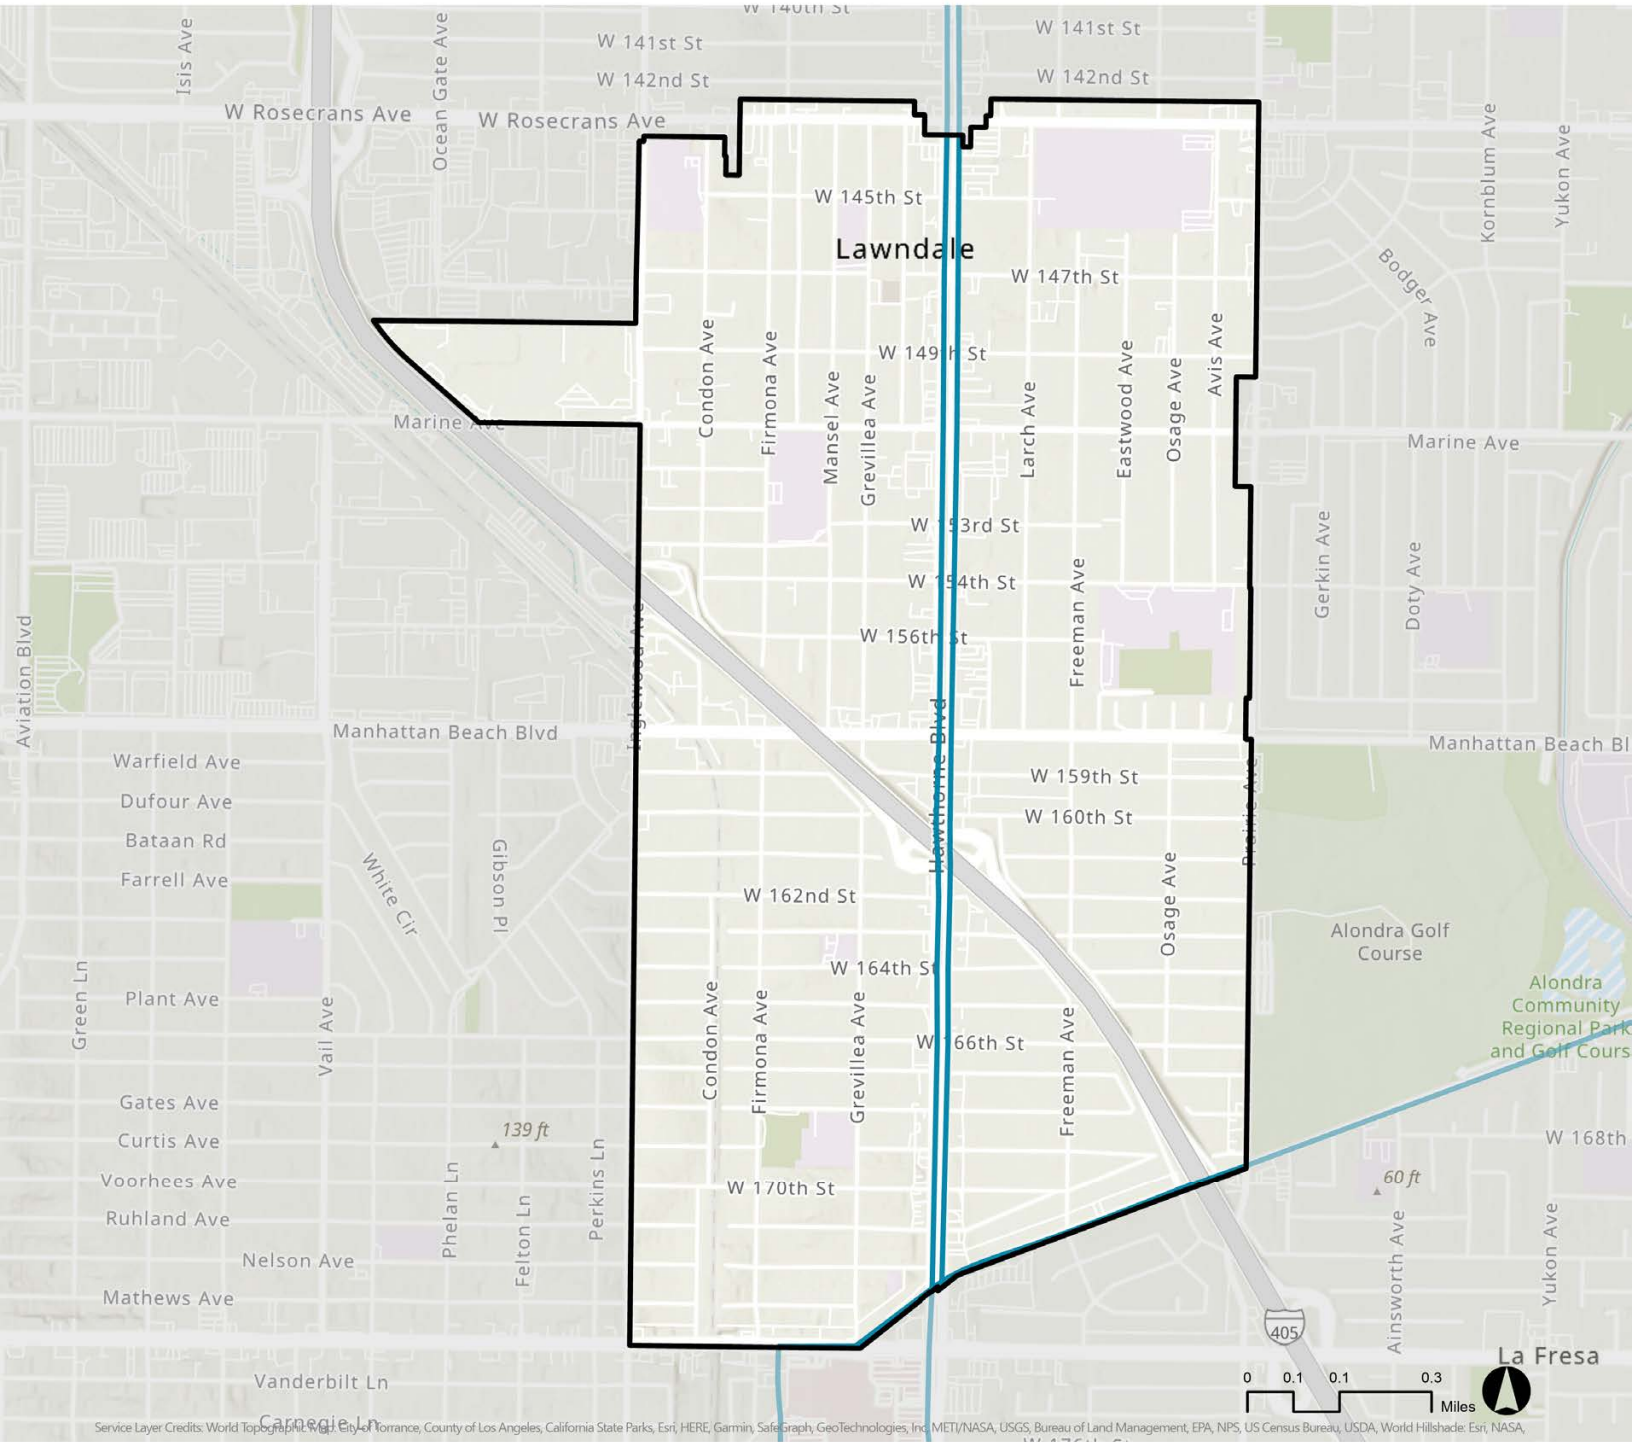 W 140th St
W 141st St
W 141st St
W 142nd St
W 142nd St
Isis Ave
Ocean Gate Ave
W Rosecrans Ave
W Rosecrans Ave
Kornblum Ave
Yukon Ave
W 145th St
Lawndale
W 147th St
Bodger Ave
W 149th St
Condon Ave
Firmona Ave
Mansel Ave
Grevillea Ave
Larch Ave
Eastwood Ave
Osage Ave
Avis Ave
Marine Ave
Marine Ave
W 153rd St
Gerkin Ave
Doty Ave
W 154th St
Freeman Ave
W 156th St
Aviation Blvd
Inglewood Ave
Hawthorne Blvd
Manhattan Beach Blvd
Manhattan Beach Bl
Warfield Ave
W 159th St
Prairie Ave
Dufour Ave
W 160th St
Bataan Rd
Farrell Ave
White Cir
Gibson Pl
W 162nd St
Osage Ave
Alondra Golf
Course
W 164th St
Green Ln
Plant Ave
Vail Ave
Alondra
Community
Regional Park
and Golf Cours
Condon Ave
Firmona Ave
Grevillea Ave
W 166th St
Freeman Ave
Gates Ave
139 ft
Curtis Ave
W 168th
Voorhees Ave
Phelan Ln
Felton Ln
Perkins Ln
W 170th St
60 ft
Ruhland Ave
Nelson Ave
Ainsworth Ave
Yukon Ave
Mathews Ave
405
La Fresa
Vanderbilt Ln
0 0.1 0.1 0.3
Miles
Carnegie Ln
Service Layer Credits: World Topographic Map: City of Torrance, County of Los Angeles, California State Parks, Esri, HERE, Garmin, SafeGraph, GeoTechnologies, Inc, METI/NASA, USGS, Bureau of Land Management, EPA, NPS, US Census Bureau, USDA, World Hillshade: Esri, NASA,